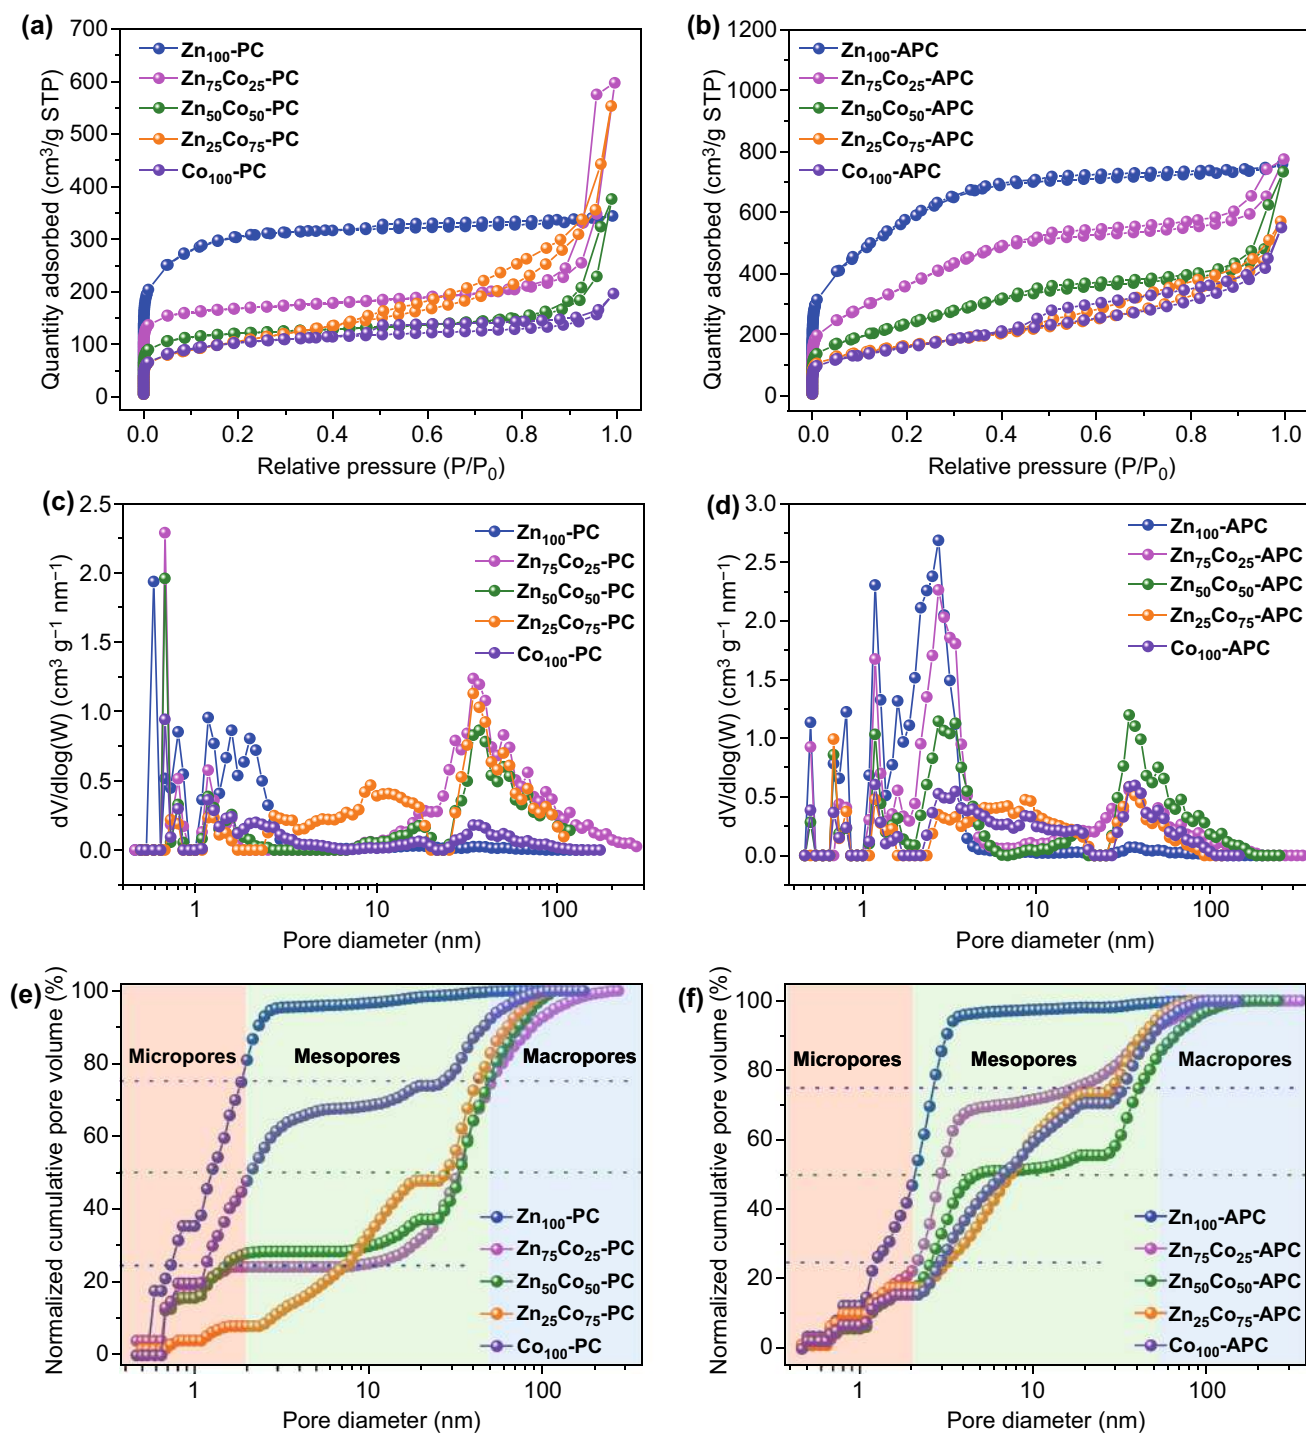 (a)
700
600
500
400
300
200
100
0
0.0 0.2 0.4 0.6 0.8 1.0
Quantity adsorbed (cm³/g STP)
Relative pressure (P/P₀)
Zn₁₀₀-PC
Zn₇₅Co₂₅-PC
Zn₅₀Co₅₀-PC
Zn₂₅Co₇₅-PC
Co₁₀₀-PC
(b)
1200
1000
800
600
400
200
0
0.0 0.2 0.4 0.6 0.8 1.0
Quantity adsorbed (cm³/g STP)
Relative pressure (P/P₀)
Zn₁₀₀-APC
Zn₇₅Co₂₅-APC
Zn₅₀Co₅₀-APC
Zn₂₅Co₇₅-APC
Co₁₀₀-APC
(c)
2.5
2.0
1.5
1.0
0.5
0.0
1 10 100
dV/dlog(W) (cm³ g⁻¹ nm⁻¹)
Pore diameter (nm)
Zn₁₀₀-PC
Zn₇₅Co₂₅-PC
Zn₅₀Co₅₀-PC
Zn₂₅Co₇₅-PC
Co₁₀₀-PC
(d)
3.0
2.5
2.0
1.5
1.0
0.5
0.0
1 10 100
dV/dlog(W) (cm³ g⁻¹ nm⁻¹)
Pore diameter (nm)
Zn₁₀₀-APC
Zn₇₅Co₂₅-APC
Zn₅₀Co₅₀-APC
Zn₂₅Co₇₅-APC
Co₁₀₀-APC
(e)
100
80
60
40
20
0
1 10 100
Normalized cumulative pore volume (%)
Pore diameter (nm)
Micropores Mesopores Macropores
Zn₁₀₀-PC
Zn₇₅Co₂₅-PC
Zn₅₀Co₅₀-PC
Zn₂₅Co₇₅-PC
Co₁₀₀-PC
(f)
100
80
60
40
20
0
1 10 100
Normalized cumulative pore volume (%)
Pore diameter (nm)
Micropores Mesopores Macropores
Zn₁₀₀-APC
Zn₇₅Co₂₅-APC
Zn₅₀Co₅₀-APC
Zn₂₅Co₇₅-APC
Co₁₀₀-APC